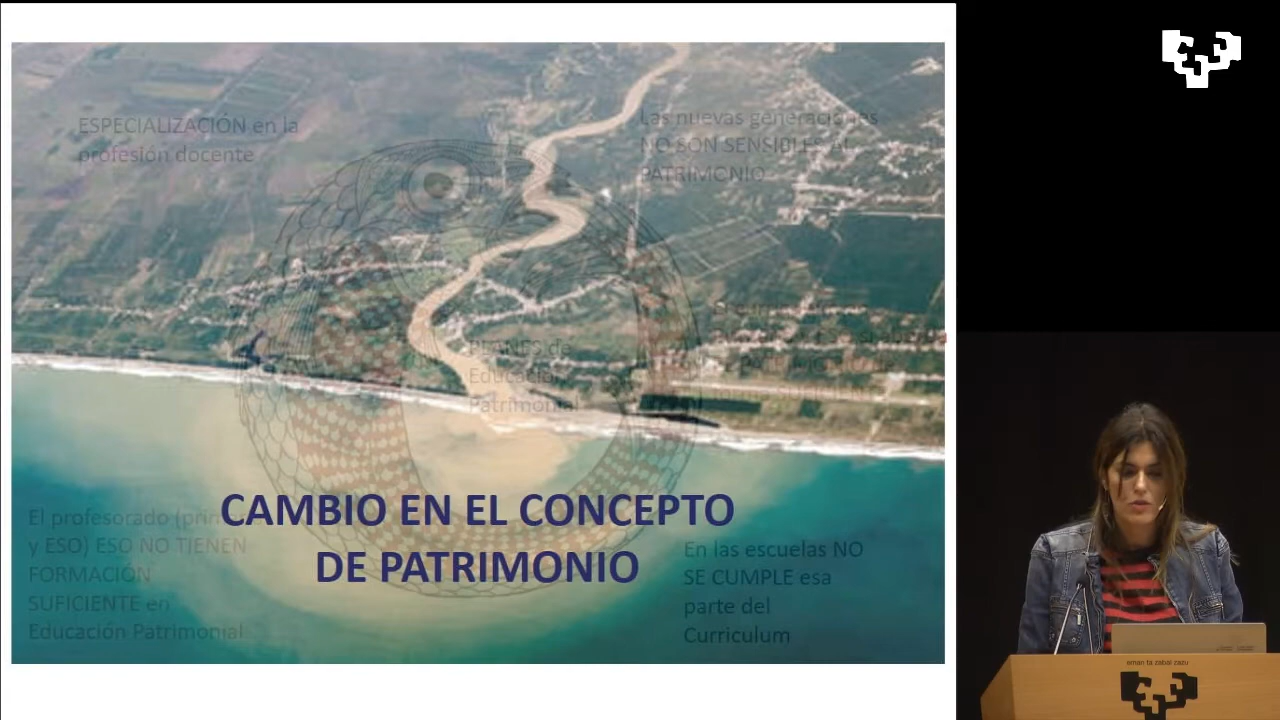 ESPECIALIZACIÓN en la
profesión docente
Las nuevas generaciones
NO SON SENSIBLES AL
PATRIMONIO
PLANES de
Educación
Patrimonial
CAMBIO EN EL CONCEPTO
DE PATRIMONIO
El profesorado
y ESO) ESO NO TIENEN
FORMACIÓN
SUFICIENTE en
Educación Patrimonial
En las escuelas NO
SE CUMPLE esa
parte del
Curriculum
eman ta zabal zazu